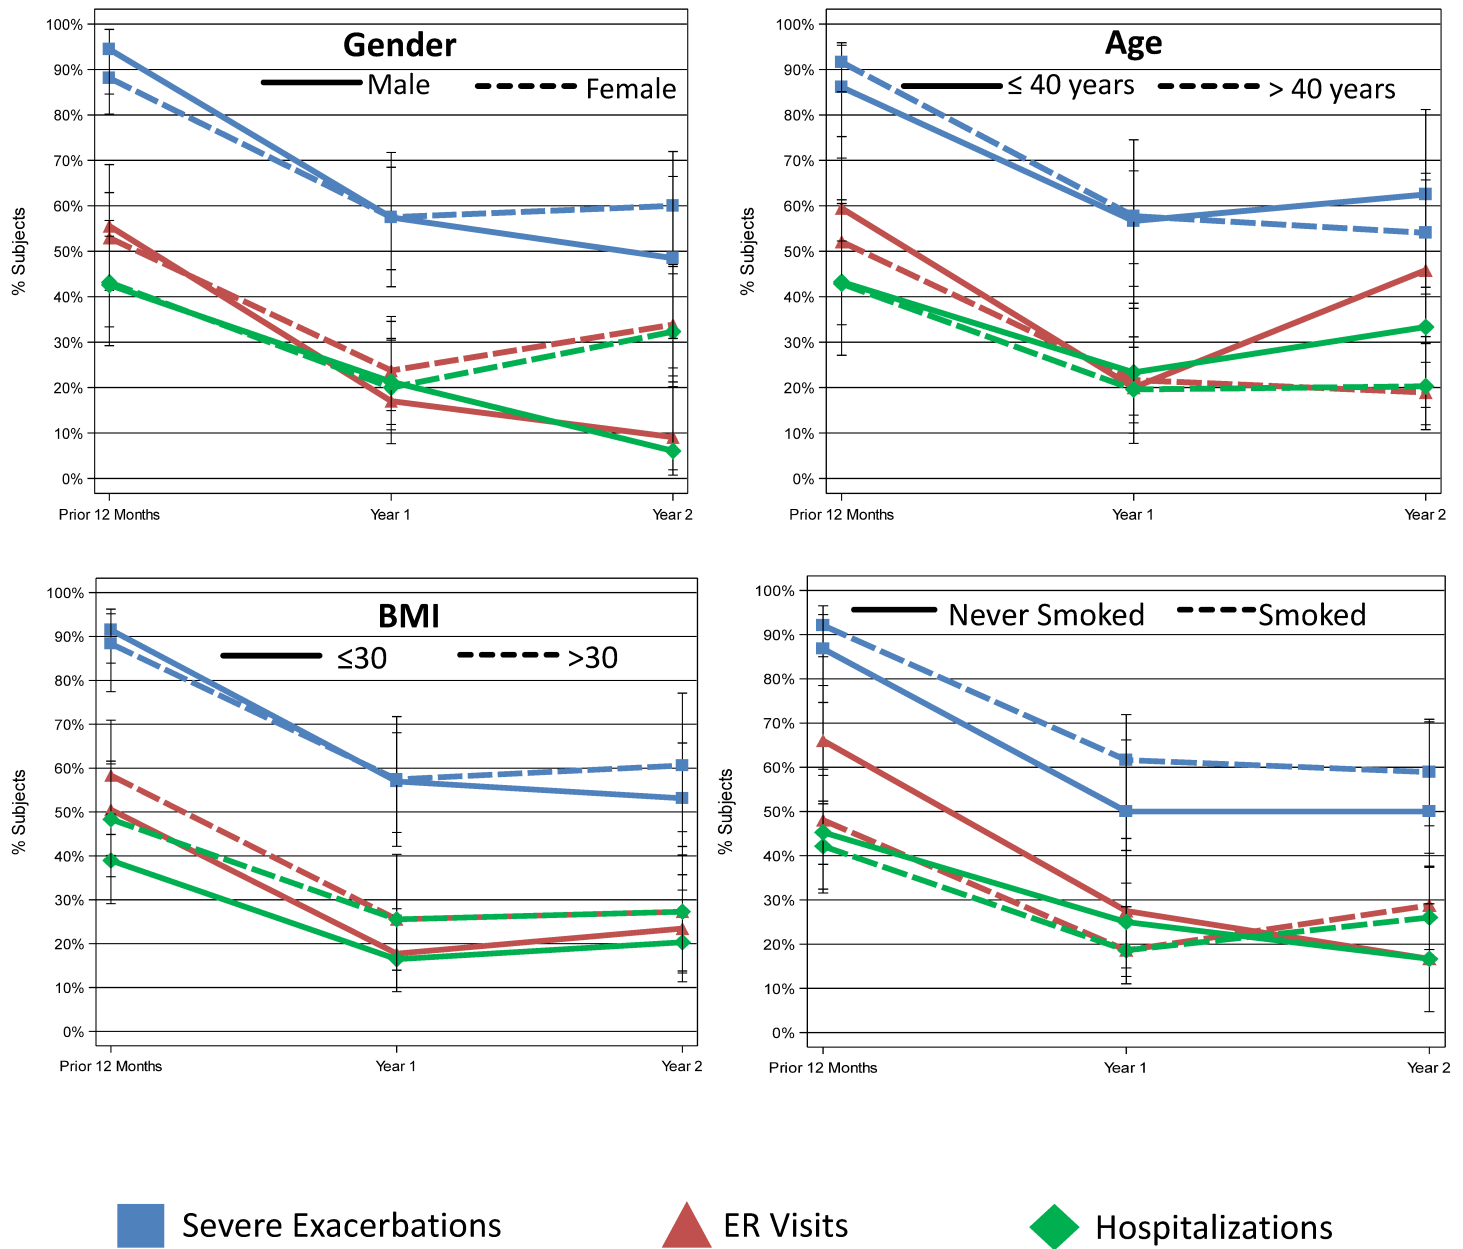 Gender
Male
Female
% Subjects
100%
90%
80%
70%
60%
50%
40%
30%
20%
10%
0%
Prior 12 Months
Year 1
Year 2
Age
≤ 40 years
> 40 years
% Subjects
100%
90%
80%
70%
60%
50%
40%
30%
20%
10%
0%
Prior 12 Months
Year 1
Year 2
BMI
≤30
>30
% Subjects
100%
90%
80%
70%
60%
50%
40%
30%
20%
10%
0%
Prior 12 Months
Year 1
Year 2
Never Smoked
Smoked
% Subjects
100%
90%
80%
70%
60%
50%
40%
30%
20%
10%
0%
Prior 12 Months
Year 1
Year 2
Severe Exacerbations
ER Visits
Hospitalizations